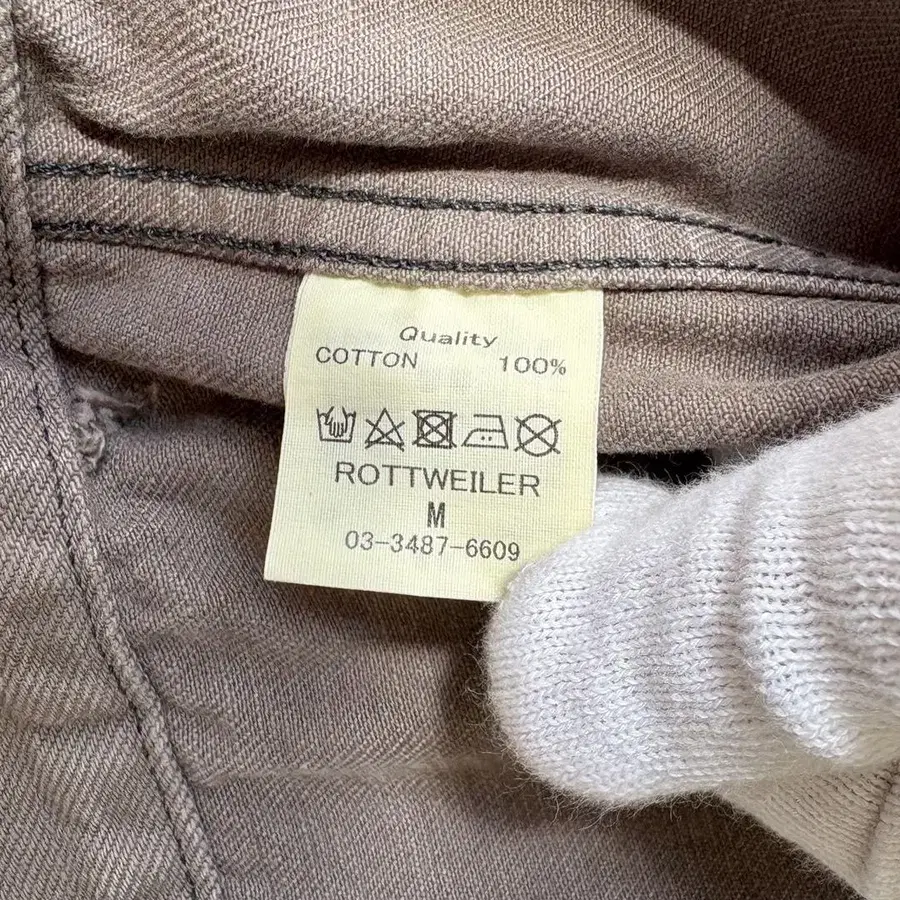 Quality
COTTON 100%
ROTTWEILER
M
03-3487-6609